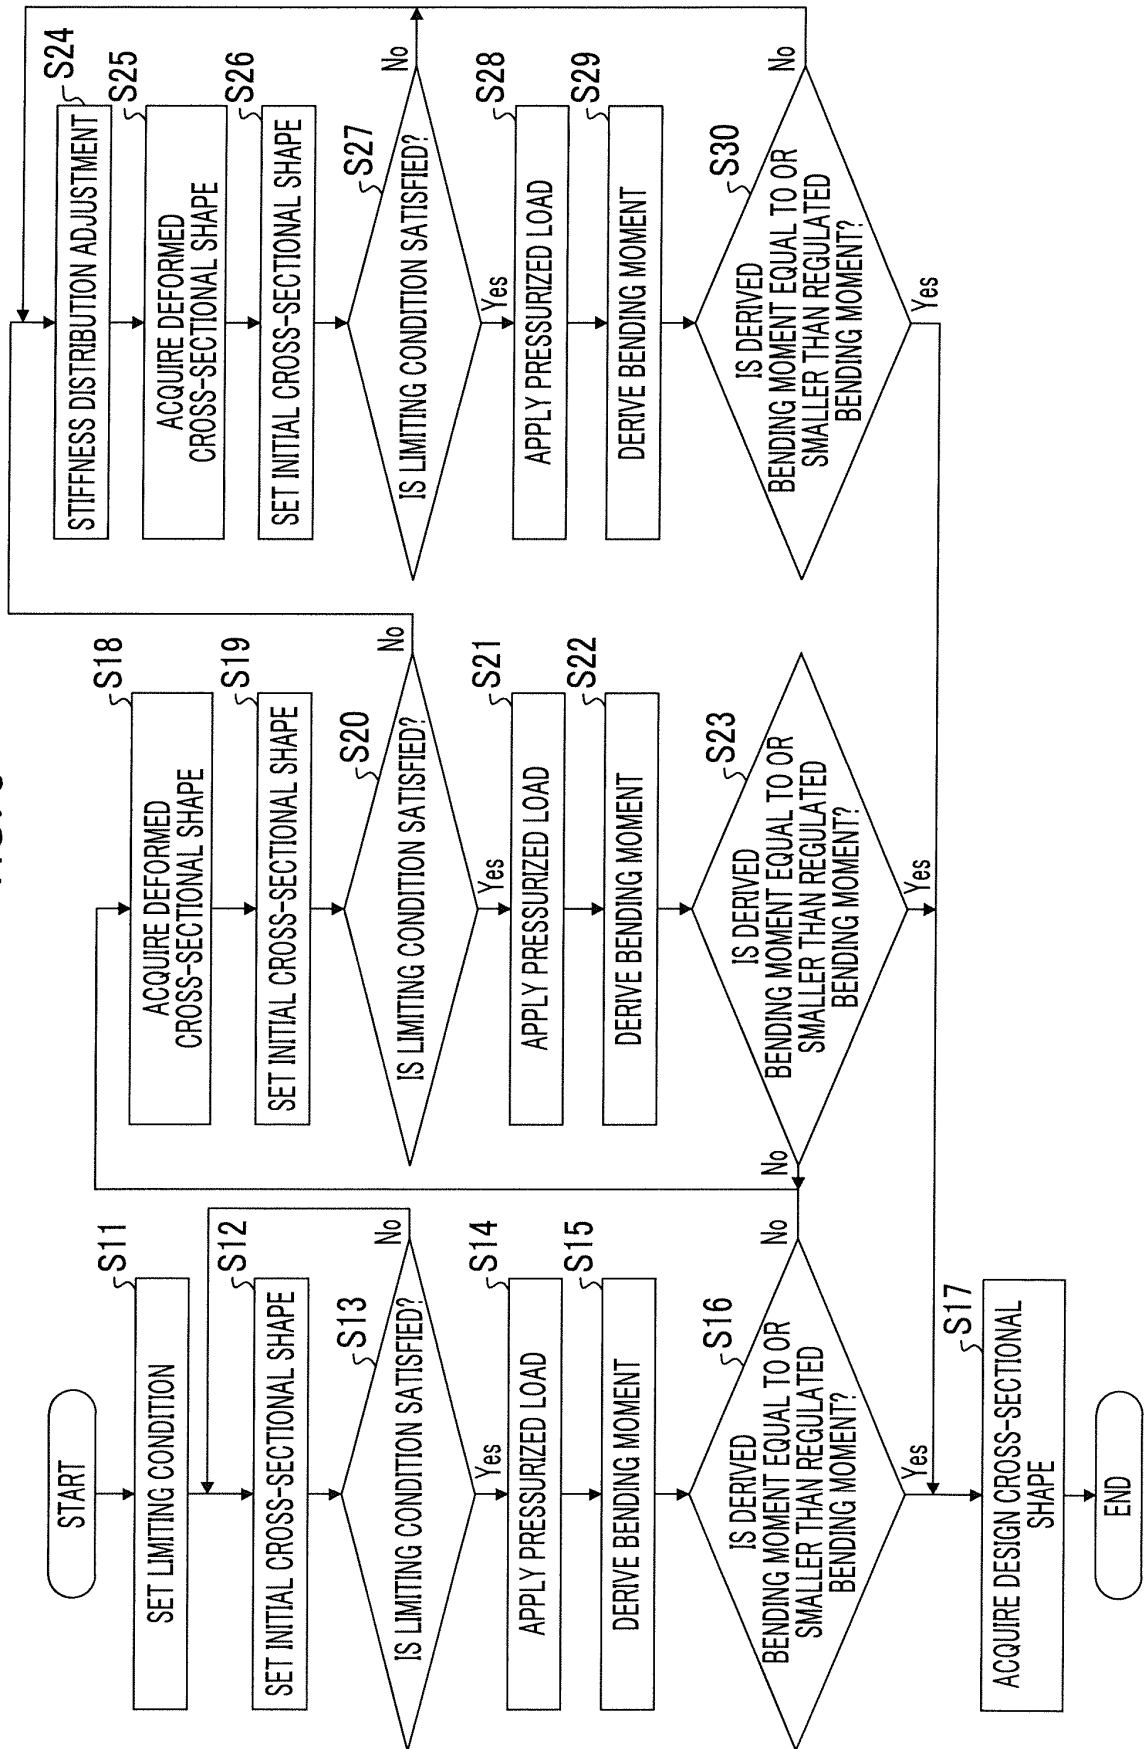 START
SET LIMITING CONDITION
S11
SET INITIAL CROSS-SECTIONAL SHAPE
S12
IS LIMITING CONDITION SATISFIED?
S13
No
Yes
APPLY PRESSURIZED LOAD
S14
DERIVE BENDING MOMENT
S15
IS DERIVED
BENDING MOMENT EQUAL TO OR
SMALLER THAN REGULATED
BENDING MOMENT?
S16
No
Yes
ACQUIRE DESIGN CROSS-SECTIONAL
SHAPE
S17
END
ACQUIRE DEFORMED
CROSS-SECTIONAL SHAPE
S18
SET INITIAL CROSS-SECTIONAL SHAPE
S19
IS LIMITING CONDITION SATISFIED?
S20
No
Yes
APPLY PRESSURIZED LOAD
S21
DERIVE BENDING MOMENT
S22
IS DERIVED
BENDING MOMENT EQUAL TO OR
SMALLER THAN REGULATED
BENDING MOMENT?
S23
No
Yes
STIFFNESS DISTRIBUTION ADJUSTMENT
S24
ACQUIRE DEFORMED
CROSS-SECTIONAL SHAPE
S25
SET INITIAL CROSS-SECTIONAL SHAPE
S26
IS LIMITING CONDITION SATISFIED?
S27
No
Yes
APPLY PRESSURIZED LOAD
S28
DERIVE BENDING MOMENT
S29
IS DERIVED
BENDING MOMENT EQUAL TO OR
SMALLER THAN REGULATED
BENDING MOMENT?
S30
No
Yes